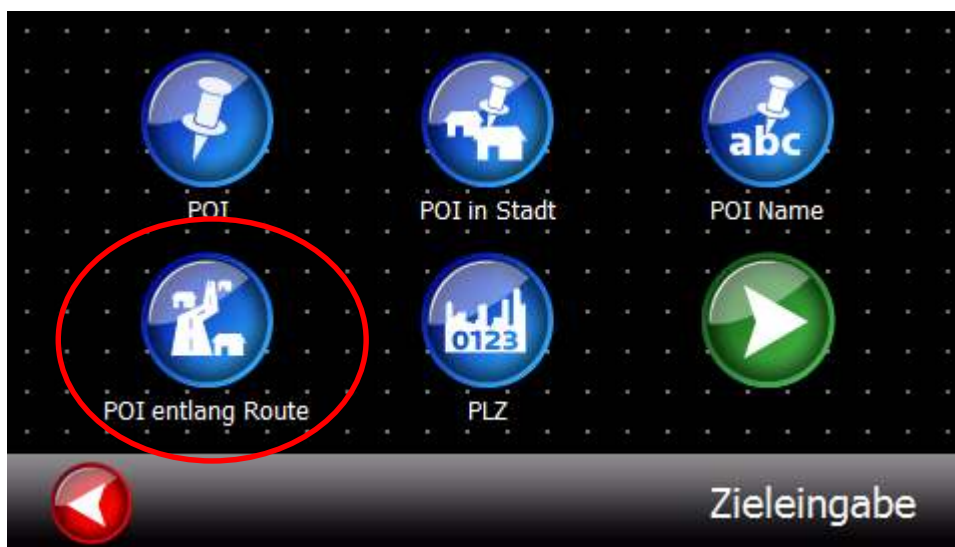 POI
POI in Stadt
abc
POI Name
POI entlang Route
0123
PLZ
Zieleingabe